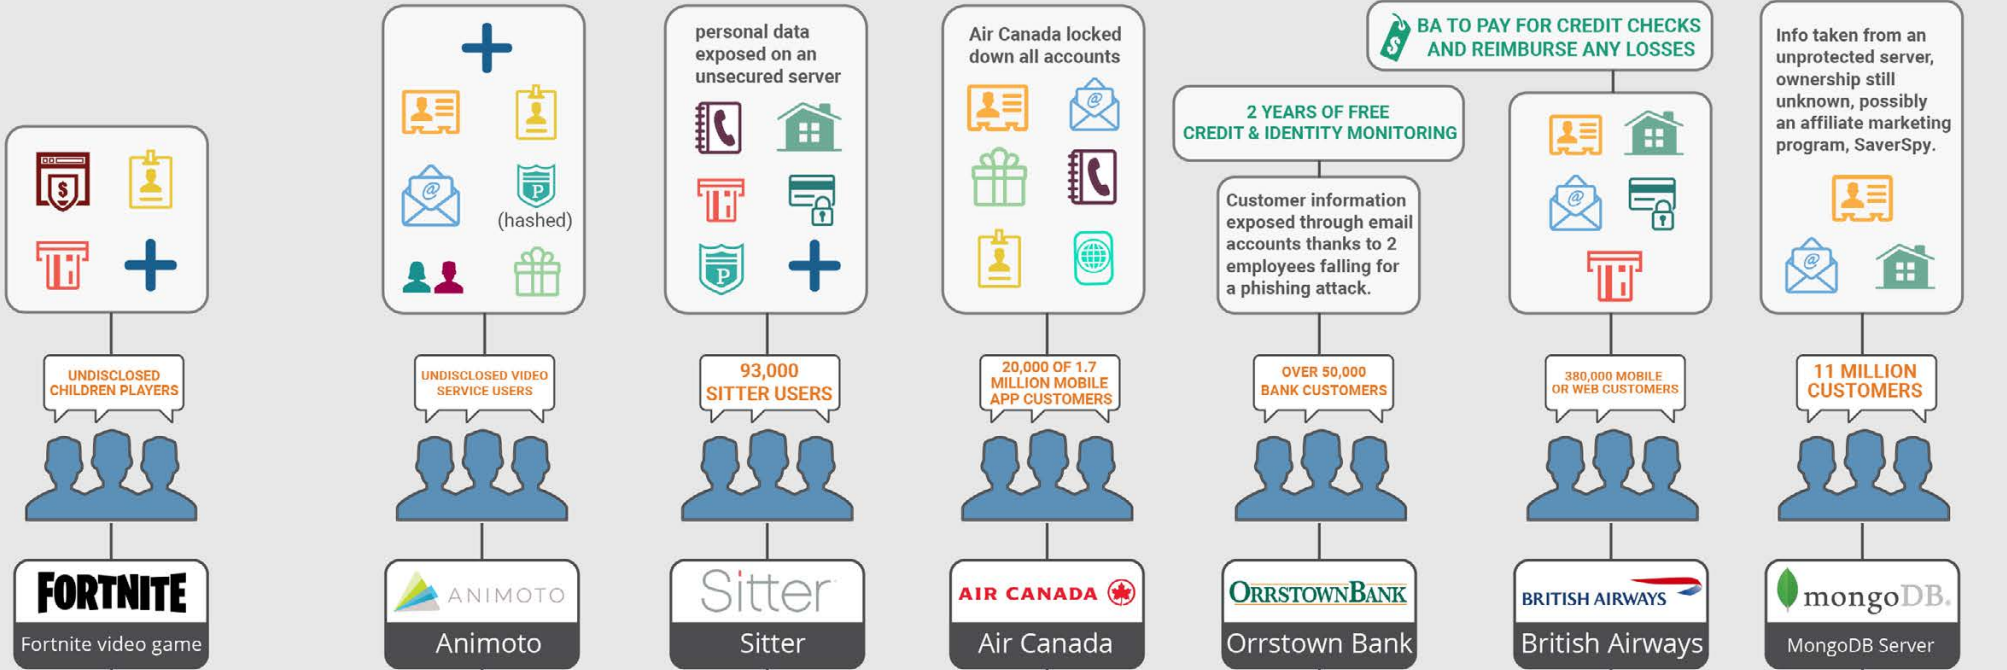 (hashed)
UNDISCLOSED
CHILDREN PLAYERS
FORTNITE
Fortnite video game
UNDISCLOSED VIDEO
SERVICE USERS
ANIMOTO
Animoto
personal data
exposed on an
unsecured server
93,000
SITTER USERS
Sitter
Sitter
Air Canada locked
down all accounts
20,000 OF 1.7
MILLION MOBILE
APP CUSTOMERS
AIR CANADA
Air Canada
2 YEARS OF FREE
CREDIT & IDENTITY MONITORING
Customer information
exposed through email
accounts thanks to 2
employees falling for
a phishing attack.
OVER 50,000
BANK CUSTOMERS
ORRSTOWNBANK
Orrstown Bank
BA TO PAY FOR CREDIT CHECKS
AND REIMBURSE ANY LOSSES
380,000 MOBILE
OR WEB CUSTOMERS
BRITISH AIRWAYS
British Airways
Info taken from an
unprotected server,
ownership still
unknown, possibly
an affiliate marketing
program, SaverSpy.
11 MILLION
CUSTOMERS
mongoDB.
MongoDB Server